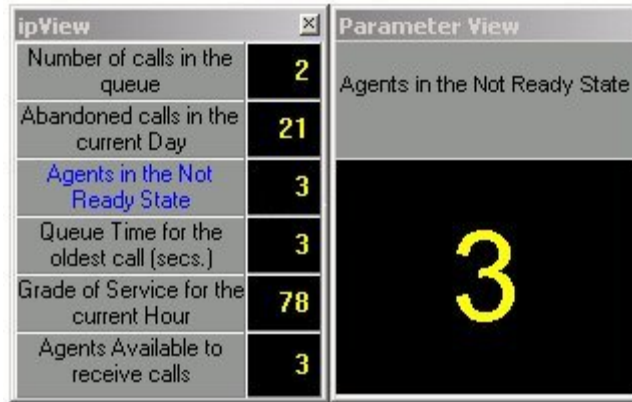 ipView
Number of calls in the
queue
2
Abandoned calls in the
current Day
21
Agents in the Not
Ready State
3
Queue Time for the
oldest call (secs.)
3
Grade of Service for the
current Hour
78
Agents Available to
receive calls
3
Parameter View
Agents in the Not Ready State
3